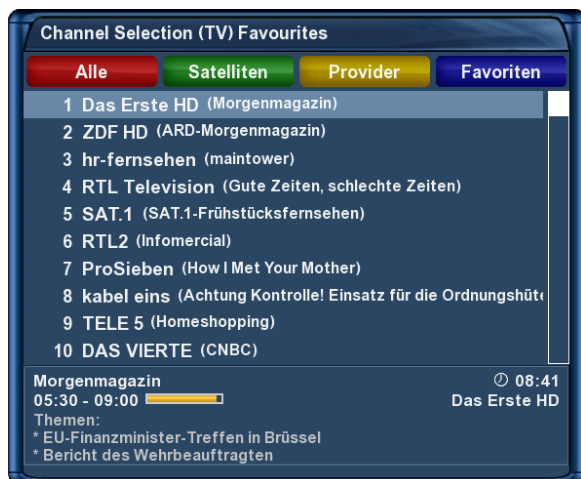 Channel Selection (TV) Favourites
Alle Satelliten Provider Favoriten
1 Das Erste HD (Morgenmagazin)
2 ZDF HD (ARD-Morgenmagazin)
3 hr-fernsehen (maintower)
4 RTL Television (Gute Zeiten, schlechte Zeiten)
5 SAT.1 (SAT.1-Frühstücksfernsehen)
6 RTL2 (Infomercial)
7 ProSieben (How I Met Your Mother)
8 kabel eins (Achtung Kontrolle! Einsatz für die
9 TELE 5 (Homeshopping)
10 DAS VIERTE (CNBC)
Morgenmagazin 08:41
05:30 - 09:00 Das Erste HD
Themen:
* EU-Finanzminister-Treffen in Brüssel
* Bericht des Wehrbeauftragten